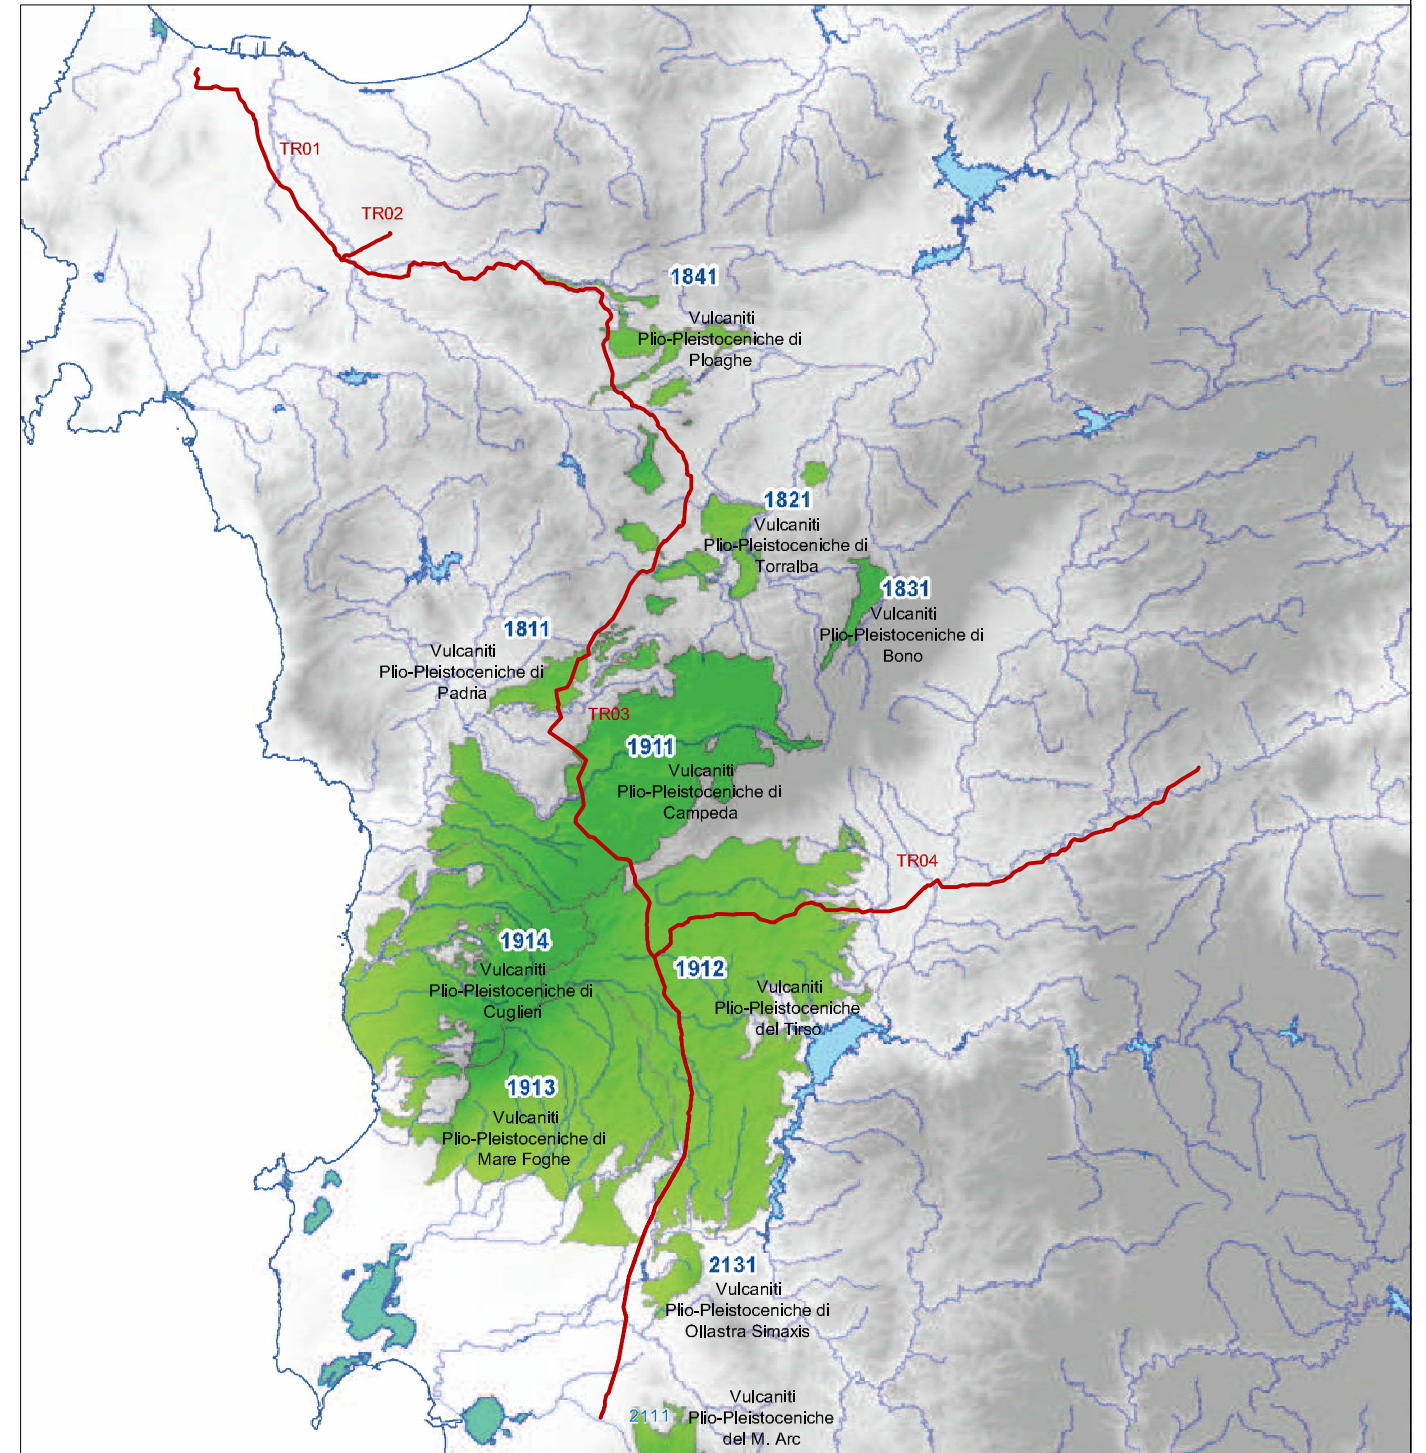 TR01
TR02
1841
Vulcaniti
Plio-Pleistoceniche di
Ploaghe
1821
Vulcaniti
Plio-Pleistoceniche di
Torralba
1831
Vulcaniti
Plio-Pleistoceniche di
Bono
1811
Vulcaniti
Plio-Pleistoceniche di
Padria
TR03
1911
Vulcaniti
Plio-Pleistoceniche di
Campeda
TR04
1914
Vulcaniti
Plio-Pleistoceniche di
Cuglieri
1912
Vulcaniti
Plio-Pleistoceniche
del Tirso
1913
Vulcaniti
Plio-Pleistoceniche di
Mare Foghe
2131
Vulcaniti
Plio-Pleistoceniche di
Ollastra Simaxis
2111
Vulcaniti
Plio-Pleistoceniche
del M. Arc